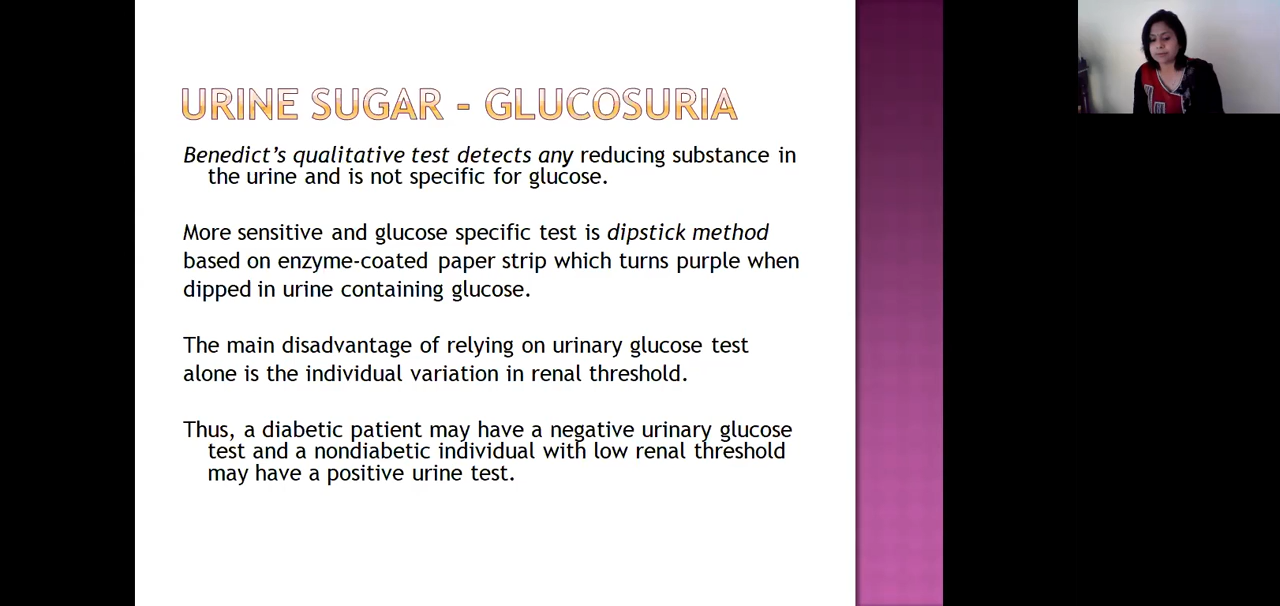 URINE SUGAR - GLUCOSURIA
Benedict's qualitative test detects any reducing substance in
the urine and is not specific for glucose.
More sensitive and glucose specific test is dipstick method
based on enzyme-coated paper strip which turns purple when
dipped in urine containing glucose.
The main disadvantage of relying on urinary glucose test
alone is the individual variation in renal threshold.
Thus, a diabetic patient may have a negative urinary glucose
test and a nondiabetic individual with low renal threshold
may have a positive urine test.